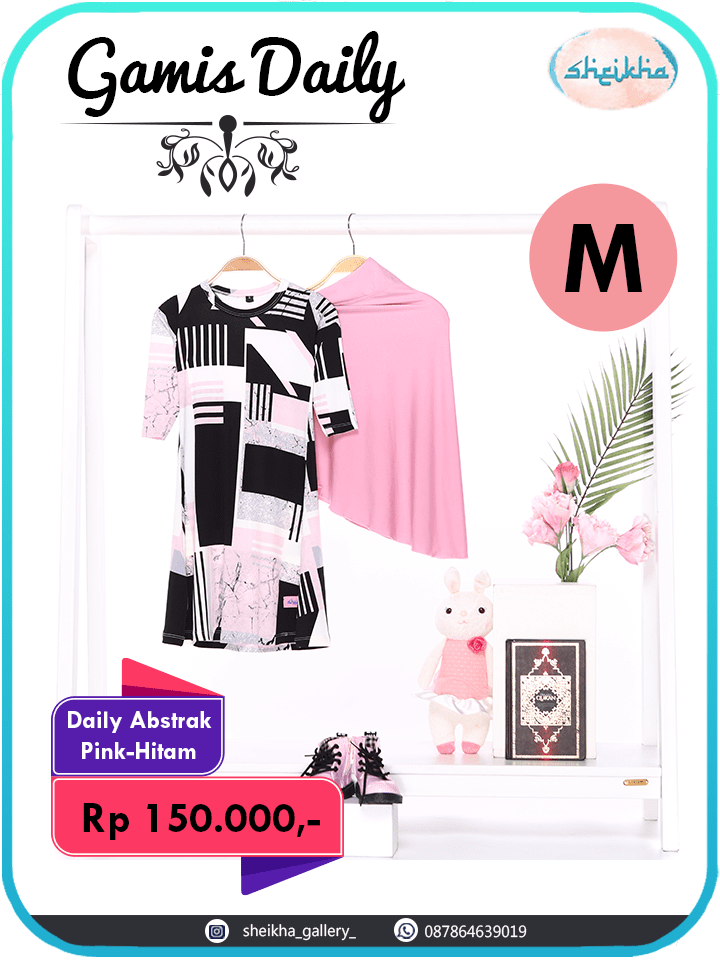 Gamis Daily
sheikha
M
Daily Abstrak
Pink-Hitam
Rp 150.000,-
sheikha_gallery_
087864639019